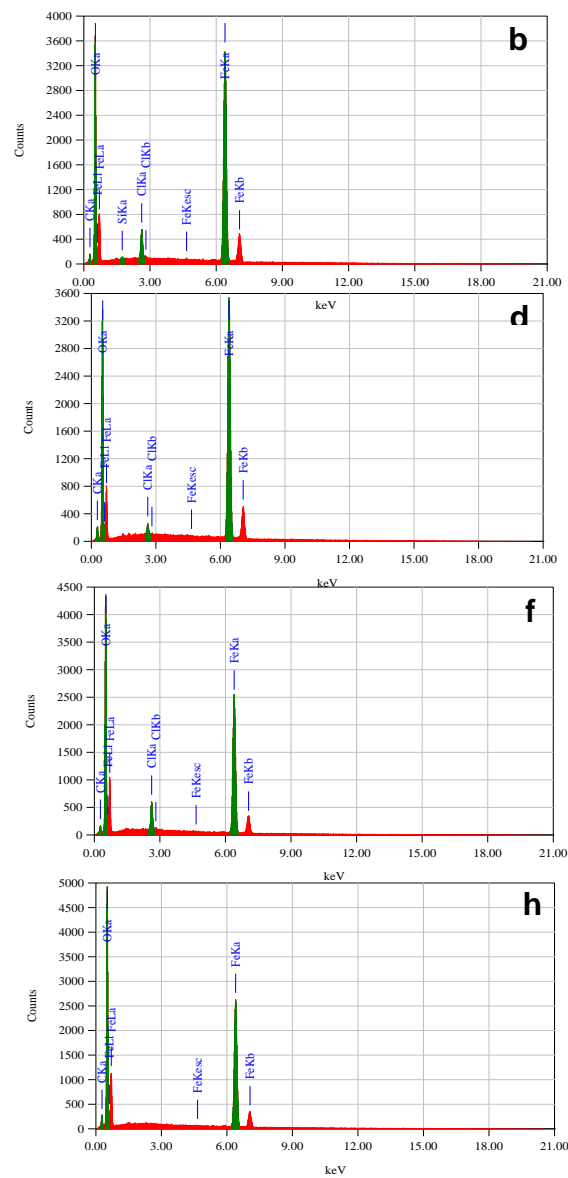 b
4000
3600
3200
2800
2400
2000
1600
1200
800
400
0
Counts
CKa
OKa
FeLl FeLa
SiKa
ClKa
ClKb
FeKesc
FeKa
FeKb
0.00 3.00 6.00 9.00 12.00 15.00 18.00 21.00
keV
d
3600
3200
2800
2400
2000
1600
1200
800
400
0
Counts
CKa
OKa
FeLl FeLa
ClKa
ClKb
FeKesc
FeKa
FeKb
0.00 3.00 6.00 9.00 12.00 15.00 18.00 21.00
keV
f
4500
4000
3500
3000
2500
2000
1500
1000
500
0
Counts
CKa
OKa
FeLl FeLa
ClKa
ClKb
FeKesc
FeKa
FeKb
0.00 3.00 6.00 9.00 12.00 15.00 18.00 21.00
keV
h
5000
4500
4000
3500
3000
2500
2000
1500
1000
500
0
Counts
CKa
OKa
FeLl FeLa
FeKesc
FeKa
FeKb
0.00 3.00 6.00 9.00 12.00 15.00 18.00 21.00
keV